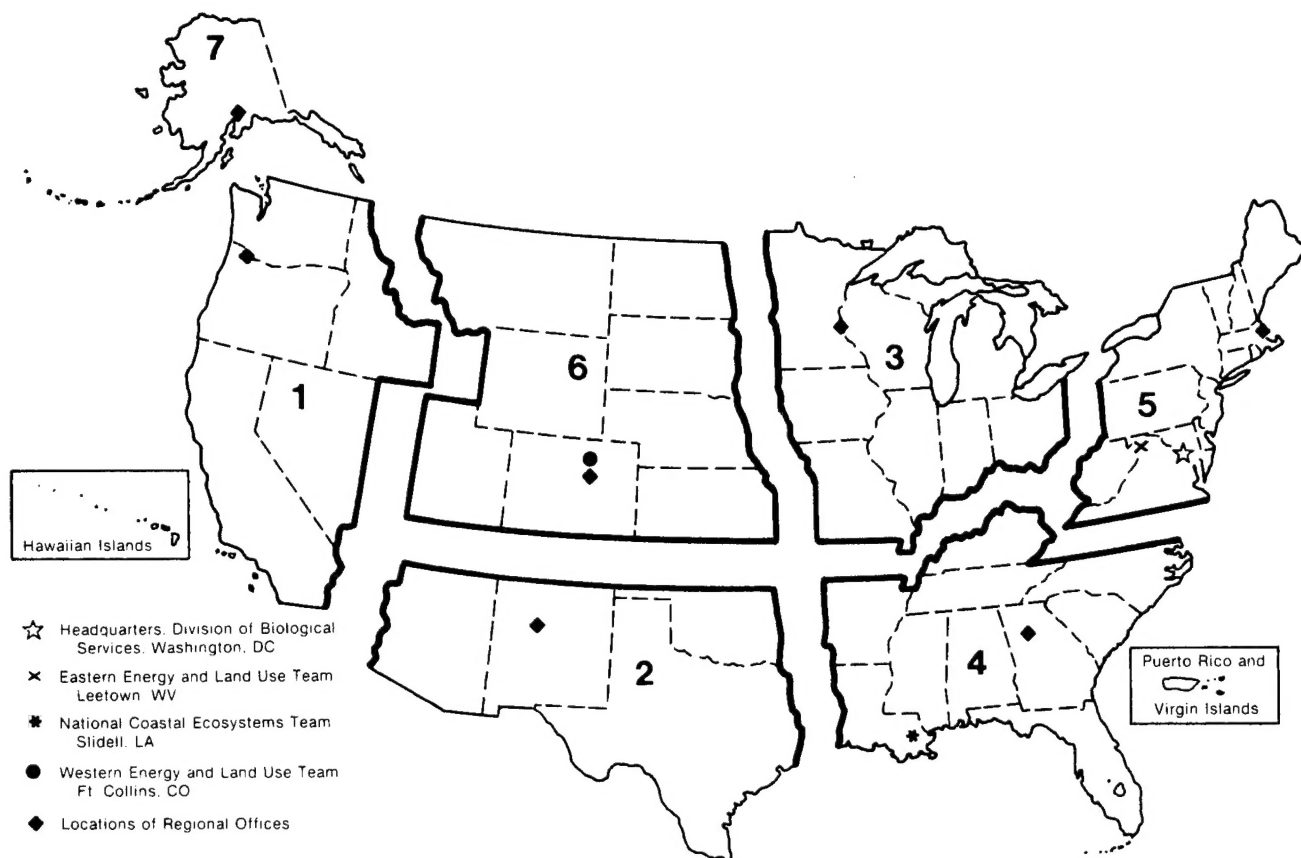 7
6
3
1
5
Hawaiian Islands
Headquarters, Division of Biological
Services, Washington, DC
Eastern Energy and Land Use Team
Leetown WV
National Coastal Ecosystems Team
Slidell, LA
Western Energy and Land Use Team
Ft Collins, CO
Locations of Regional Offices
2
4
Puerto Rico and
Virgin Islands